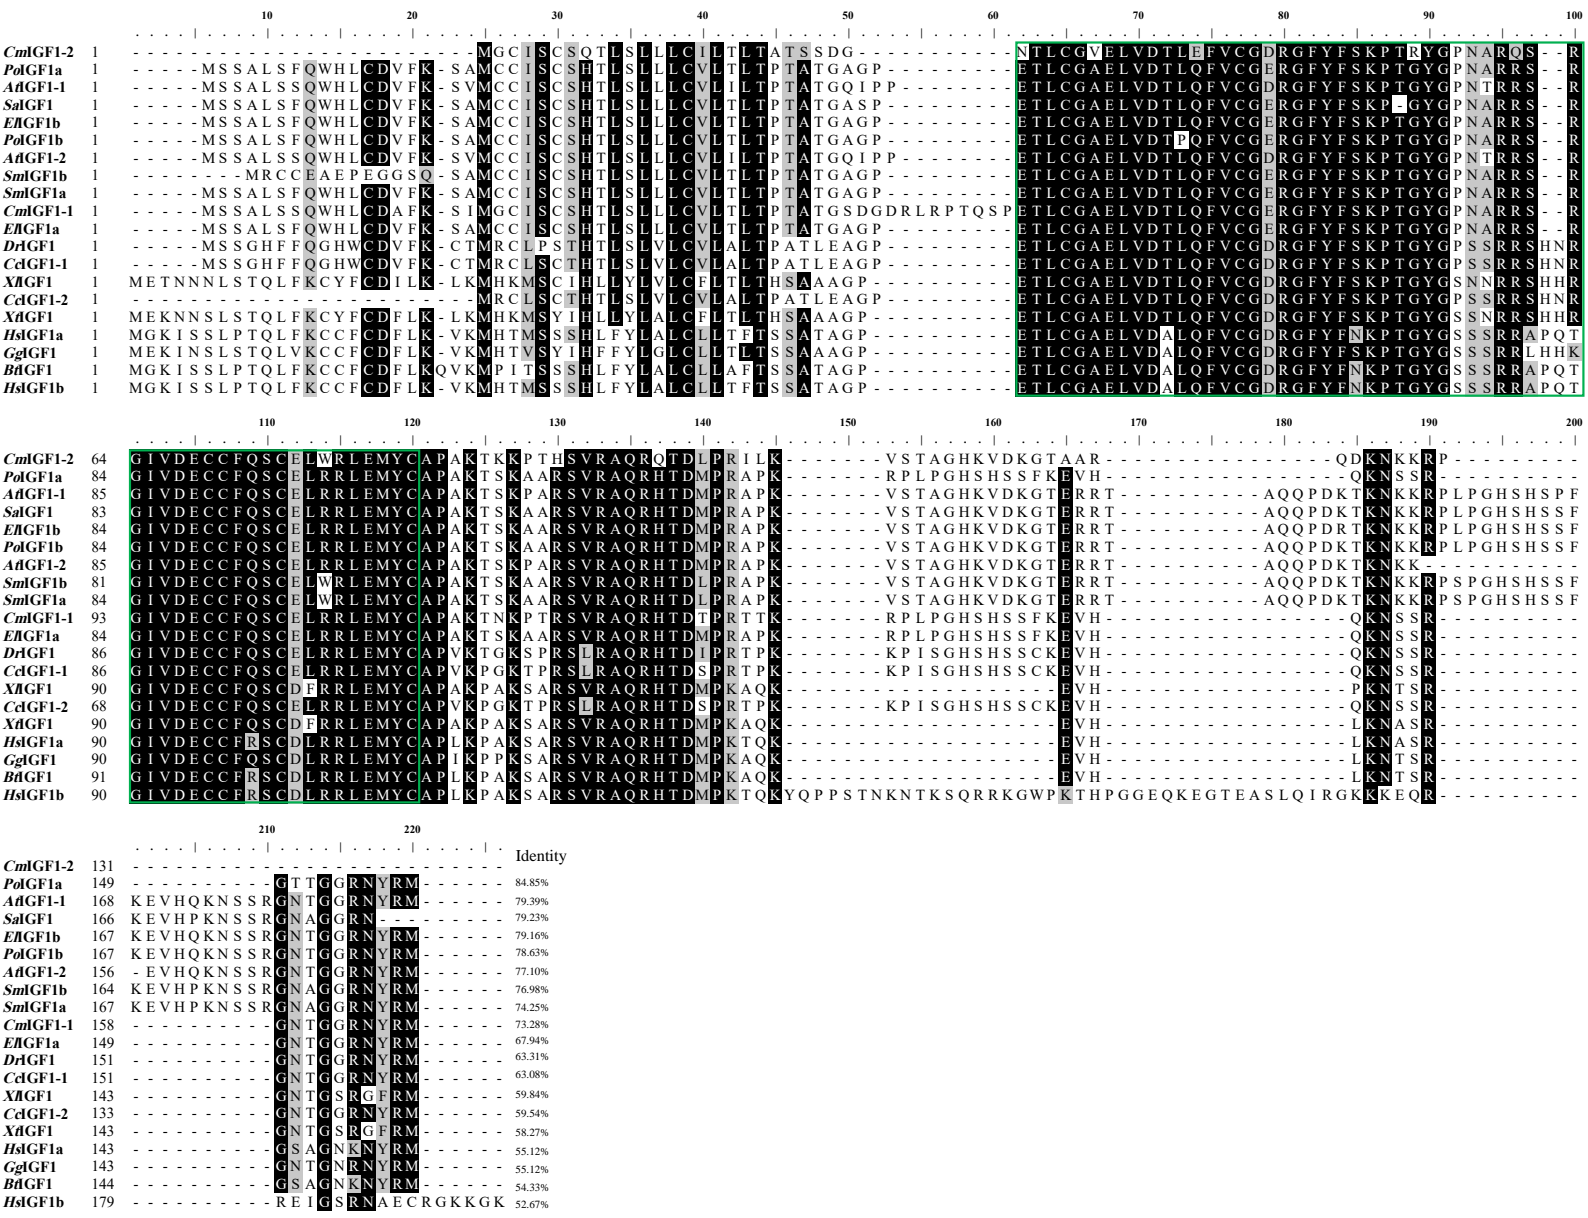 10 20 30 40 50 60 70 80 90 100
CmIGF1-2 1 ------------------------MGCISCSQTLSLLLCILTLTATSSDG-----------NTLCGVELVDTLEFVCGDRGFYFSKPTRYGPNARQS--R
PoIGF1a 1 -----MSSALSFQWHLCDVFK-SAMCCISCSHTLSLLLCVLTLTPTATGAGP---------ETLCGAELVDTLQFVCGERGFYFSKPTGYGPNARRS--R
AfIGF1-1 1 -----MSSALSSQWHLCDVFK-SVMCCISCSHTLSLLLCVLILTPTATGQIPP--------ETLCGAELVDTLQFVCGERGFYFSKPTGYGPNTRRS--R
SaIGF1 1 -----MSSALSFQWHLCDVFK-SAMCCISCSHTLSLLLCVLTLTPTATGASP---------ETLCGAELVDTLQFVCGERGFYFSKP-GYGPNARRS--R
ElIGF1b 1 -----MSSALSFQWHLCDVFK-SAMCCISCSHTLSLLLCVLTLTPTATGAGP---------ETLCGAELVDTLQFVCGERGFYFSKPTGYGPNARRS--R
PoIGF1b 1 -----MSSALSFQWHLCDVFK-SAMCCISCSHTLSLLLCVLTLTPTATGAGP---------ETLCGAELVDTPQFVCGERGFYFSKPTGYGPNARRS--R
AfIGF1-2 1 -----MSSALSSQWHLCDVFK-SAMCCISCSHTLSLLLCVLILTPTATGQIPP--------ETLCGAELVDTLQFVCGERGFYFSKPTGYGPNTRRS--R
SmIGF1b 1 --------MRCCEAEPEGGSQ-SAMCCISCSHTLSLLLCVLTLTPTATGAGP---------ETLCGAELVDTLQFVCGERGFYFSKPTGYGPNARRS--R
SmIGF1a 1 -----MSSALSFQWHLCDVFK-SAMCCISCSHTLSLLLCVLTLTPTATGAGP---------ETLCGAELVDTLQFVCGERGFYFSKPTGYGPNARRS--R
CmIGF1-1 1 -----MSSALSSQWHLCDAFK-SIMGCISCSHTLSLLLCVLTLTPTATGSDGDRLRPTQSPETLCGAELVDTLQFVCGERGFYFSKPTGYGPNARRS--R
ElIGF1a 1 -----MSSALSSQWHLCDVFK-SAMCCISCSHTLSLLLCVLTLTPTATGAGP---------ETLCGAELVDTLQFVCGERGFYFSKPTGYGPNARRS--R
DrIGF1 1 -----MSSGHFFQGHWCDVFK-CTMRCLPSTHTLSLVLCVLALTPATLEAGP---------ETLCGAELVDTLQFVCGDRGFYFSKPTGYGPSSRRSHNR
CcIGF1-1 1 -----MSSGHFFQGHWCDVFK-CTMRCLSCTHTLSLVLCVLALTPATLEAGP---------ETLCGAELVDTLQFVCGDRGFYFSKPTGYGPSSRRSHNR
XlIGF1 1 METNNNLSTQLFKCYFCDILK-LKMHKMSCIHLLYLVLCFLTLTHSAAAGP----------ETLCGAELVDTLQFVCGDRGFYFSKPTGYGSNNRRSHHR
CcIGF1-2 1 ------------------------MRCLSCTHTLSLVLCVLALTPATLEAGP---------ETLCGAELVDTLQFVCGDRGFYFSKPTGYGPSSRRSHNR
XtIGF1 1 MEKNNSLSTQLFKCYFCDFLK-LKMHKMSYIHLLYLALCFLTLTHSAAAGP----------ETLCGAELVDTLQFVCGDRGFYFSKPTGYGSNNRRSHHR
HsIGF1a 1 MGKISSLPTQLFKCCFCDFLK-VKMHTMSSSHLFYLALCLLTFTSSATAGP----------ETLCGAELVDALQFVCGDRGFYFNKPTGYGSSSRRAPQT
GgIGF1 1 MEKINSLSTQLVKCCFCDFLK-VKMHTVSYIHFFYLGLCLLTLTSSAAAGP----------ETLCGAELVDALQFVCGDRGFYFSKPTGYGSSSRRLHHK
BtIGF1 1 MGKISSLPTQLFKCCFCDFLKQVKMPITSSSHLFYLALCLLAFTSSATAGP----------ETLCGAELVDALQFVCGDRGFYFNKPTGYGSSSRRAPQT
HsIGF1b 1 MGKISSLPTQLFKCCFCDFLK-VKMHTMSSSHLFYLALCLLTFTSSATAGP----------ETLCGAELVDALQFVCGDRGFYFNKPTGYGSSSRRAPQT
110 120 130 140 150 160 170 180 190 200
CmIGF1-2 64 GIVDECCFQSCELWRLEMYCAPAKTKKPTHSVRAQRQTDLPRILK-------VSTAGHKVDKGTAAR----------------QDKNKKRP---------
PoIGF1a 84 GIVDECCFQSCELRRLEMYCAPAKTSKAARSVRAQRHTDMPRAPK-------RPLPGHSHSSFKEVH-----------------QKNSSR----------
AfIGF1-1 85 GIVDECCFQSCELRRLEMYCAPAKTSKPARSVRAQRHTDMPRAPK-------VSTAGHKVDKGTERRT----------AQQPDKTKNKKRPLPGHSHSPF
SaIGF1 83 GIVDECCFQSCELRRLEMYCAPAKTSKAARSVRAQRHTDMPRAPK-------VSTAGHKVDKGTERRT----------AQQPDKTKNKKRPLPGHSHSSF
ElIGF1b 84 GIVDECCFQSCELRRLEMYCAPAKTSKAARSVRAQRHTDMPRAPK-------VSTAGHKVDKGTERRT----------AQRPDRTKNKKRPLPGHSHSSF
PoIGF1b 84 GIVDECCFQSCELRRLEMYCAPAKTSKAARSVRAQRHTDMPRAPK-------VSTAGHKVDKGTERRT----------AQQPDKTKNKKRPLPGHSHSSF
AfIGF1-2 85 GIVDECCFQSCELRRLEMYCAPAKTSKPARSVRAQRHTDMPRAPK-------VSTAGHKVDKGTERRT----------AQQPDKTKNKK-----------
SmIGF1b 81 GIVDECCFQSCELWRLEMYCAPAKTSKAARSVRAQRHTDLPRAPK-------VSTAGHKVDKGTERRT----------AQQPDKTKNKKRPSPGHSHSSF
SmIGF1a 84 GIVDECCFQSCELWRLEMYCAPAKTSKAARSVRAQRHTDLPRAPK-------VSTAGHKVDKGTERRT----------AQQPDKTKNKKRPSPGHSHSSF
CmIGF1-1 93 GIVDECCFQSCELRRLEMYCAPAKTNKPTRSVRAQRHTDTPRTTK-------RPLPGHSHSSFKEVH-----------------QKNSSR----------
ElIGF1a 84 GIVDECCFQSCELRRLEMYCAPAKTSKAARSVRAQRHTDMPRAPK-------RPLPGHSHSSFKEVH-----------------QKNSSR----------
DrIGF1 86 GIVDECCFQSCELRRLEMYCAPVKTGKSPRSLRAQRHTDIPRTPK-------KPISGHSHSSCKEVH-----------------QKNSSR----------
CcIGF1-1 86 GIVDECCFQSCELRRLEMYCAPVKPGKTPRSLRAQRHTDSPRTPK-------KPISGHSHSSCKEVH-----------------QKNSSR----------
XlIGF1 90 GIVDECCFQSCDFRRLEMYCAPAKPAKSARSVRAQRHTDMPKAQK-------------------EVH-----------------PKNTSR----------
CcIGF1-2 68 GIVDECCFQSCELRRLEMYCAPVKPGKTPRSLRAQRHTDSPRTPK-------KPISGHSHSSCKEVH-----------------QKNSSR----------
XtIGF1 90 GIVDECCFQSCDFRRLEMYCAPAKPAKSARSVRAQRHTDMPKAQK-------------------EVH-----------------LKNASR----------
HsIGF1a 90 GIVDECCFRSCDLRRLEMYCAPLKPAKSARSVRAQRHTDMPKTQK-------------------EVH-----------------LKNASR----------
GgIGF1 90 GIVDECCFQSCDLRRLEMYCAPIKPPKSARSVRAQRHTDMPKAQK-------------------EVH-----------------LKNTSR----------
BtIGF1 91 GIVDECCFRSCDLRRLEMYCAPLKPAKSARSVRAQRHTDMPKAQK-------------------EVH-----------------LKNTSR----------
HsIGF1b 90 GIVDECCFRSCDLRRLEMYCAPLKPAKSARSVRAQRHTDMPKTQKYQPPSTNKNTKSQRRKGWPKTHPGGEQKEGTEASLQIRGKKKEQR----------
210 220
Identity
CmIGF1-2 131 --------------------------
PoIGF1a 149 ----------GTTGGRNYRM------ 84.85%
AfIGF1-1 168 KEVHQKNSSRGNTGGRNYRM------ 79.39%
SaIGF1 166 KEVHPKNSSRGNAGGRN--------- 79.23%
ElIGF1b 167 KEVHQKNSSRGNTGGRNYRM------ 79.16%
PoIGF1b 167 KEVHQKNSSRGNTGGRNYRM------ 78.63%
AfIGF1-2 156 -EVHQKNSSRGNTGGRNYRM------ 77.10%
SmIGF1b 164 KEVHPKNSSRGNAGGRNYRM------ 76.98%
SmIGF1a 167 KEVHPKNSSRGNAGGRNYRM------ 74.25%
CmIGF1-1 158 ----------GNTGGRNYRM------ 73.28%
ElIGF1a 149 ----------GNTGGRNYRM------ 67.94%
DrIGF1 151 ----------GNTGGRNYRM------ 63.31%
CcIGF1-1 151 ----------GNTGGRNYRM------ 63.08%
XlIGF1 143 ----------GNTGSRGFRM------ 59.84%
CcIGF1-2 133 ----------GNTGGRNYRM------ 59.54%
XtIGF1 143 ----------GNTGSRGFRM------ 58.27%
HsIGF1a 143 ----------GSAGNKNYRM------ 55.12%
GgIGF1 143 ----------GNTGNRNYRM------ 55.12%
BtIGF1 144 ----------GSAGNKNYRM------ 54.33%
HsIGF1b 179 ----------REIGSRNAECRGKKGK 52.67%